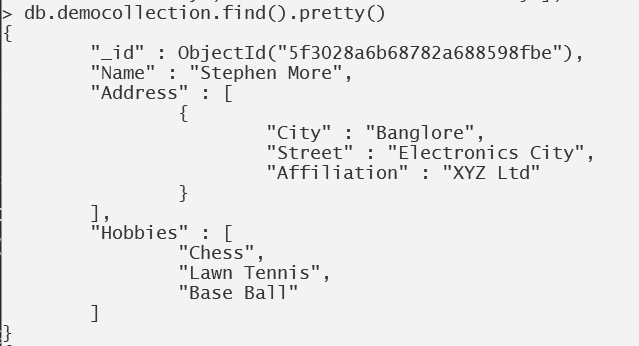 > db.democollection.find().pretty()
{
        "_id" : ObjectId("5f3028a6b68782a688598fbe"),
        "Name" : "Stephen More",
        "Address" : [
                {
                        "City" : "Banglore",
                        "Street" : "Electronics City",
                        "Affiliation" : "XYZ Ltd"
                }
        ],
        "Hobbies" : [
                "Chess",
                "Lawn Tennis",
                "Base Ball"
        ]
}